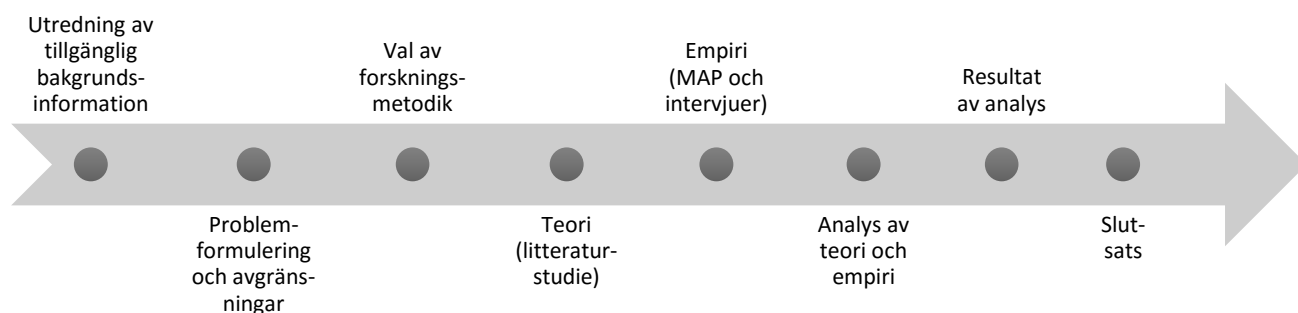 Utredning av
tillgänglig
bakgrunds-
information
Problem-
formulering
och avgräns-
ningar
Val av
forsknings-
metodik
Teori
(litteratur-
studie)
Empiri
(MAP och
intervjuer)
Analys av
teori och
empiri
Resultat
av analys
Slut-
sats